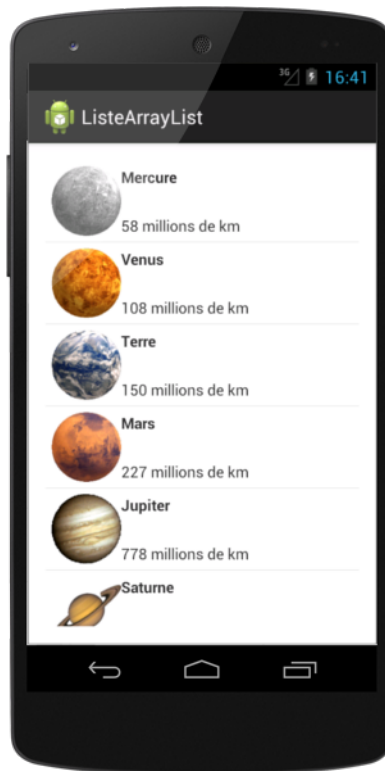 3G 16:41
ListeArrayList
Mercure
58 millions de km
Venus
108 millions de km
Terre
150 millions de km
Mars
227 millions de km
Jupiter
778 millions de km
Saturne